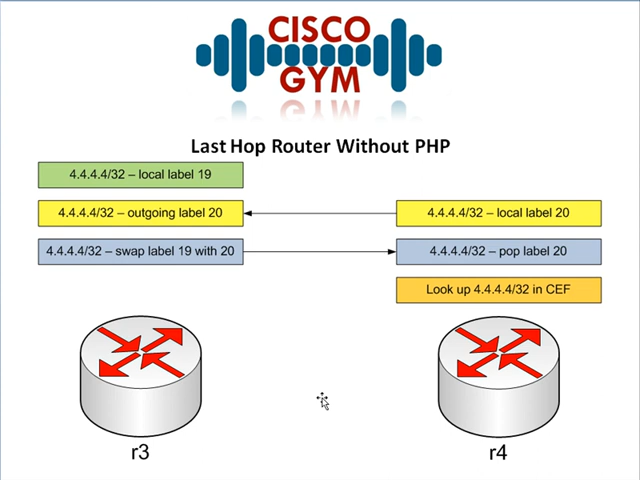 CISCO
GYM
Last Hop Router Without PHP
4.4.4.4/32 – local label 19
4.4.4.4/32 – outgoing label 20
4.4.4.4/32 – local label 20
4.4.4.4/32 – swap label 19 with 20
4.4.4.4/32 – pop label 20
Look up 4.4.4.4/32 in CEF
r3
r4